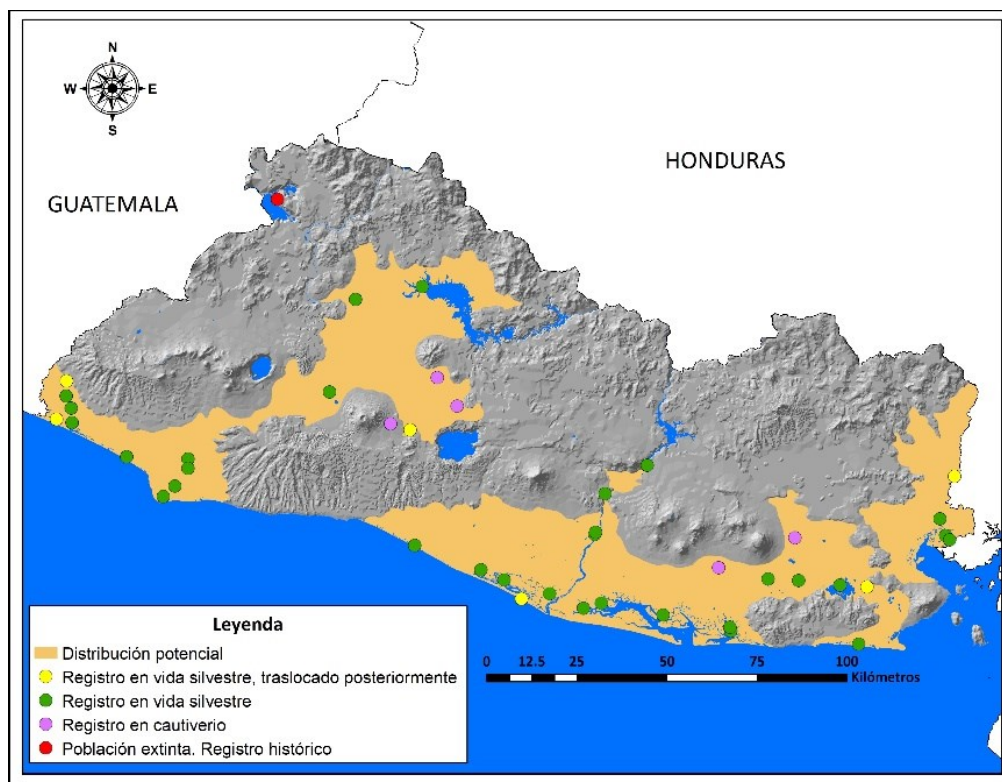 N
W E
S
GUATEMALA
HONDURAS
Leyenda
Distribución potencial
Registro en vida silvestre, traslocado posteriormente
Registro en vida silvestre
Registro en cautiverio
Población extinta. Registro histórico
0 12.5 25 50 75 100
Kilómetros